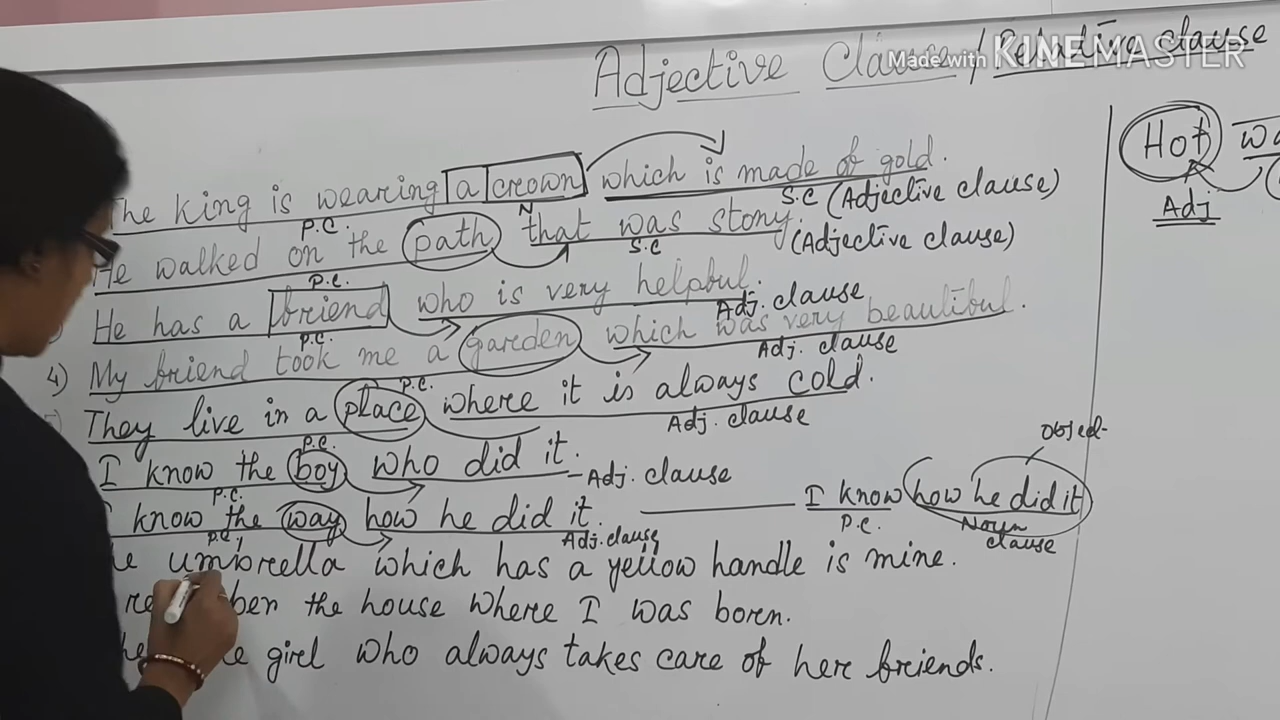 Made with KINEMASTER
Adjective Clause / Relative clause
The king is wearing a crown which is made of gold.
P.C. N S.C (Adjective clause)
He walked on the path that was stony.
P.C. S.C (Adjective clause)
He has a friend who is very helpful.
P.C. Adj. clause
4) My friend took me a gareden which was very beautiful.
P.C. Adj. clause
They live in a place where it is always cold.
P.C. Adj. clause
I know the boy who did it.
P.C. - Adj. clause
I know the way how he did it.
P.C. Adj. clause
I know how he did it
P.C. Noun clause
Object
umbrella which has a yellow handle is mine.
the house where I was born.
girl who always takes care of her friends.
Hot
Adj